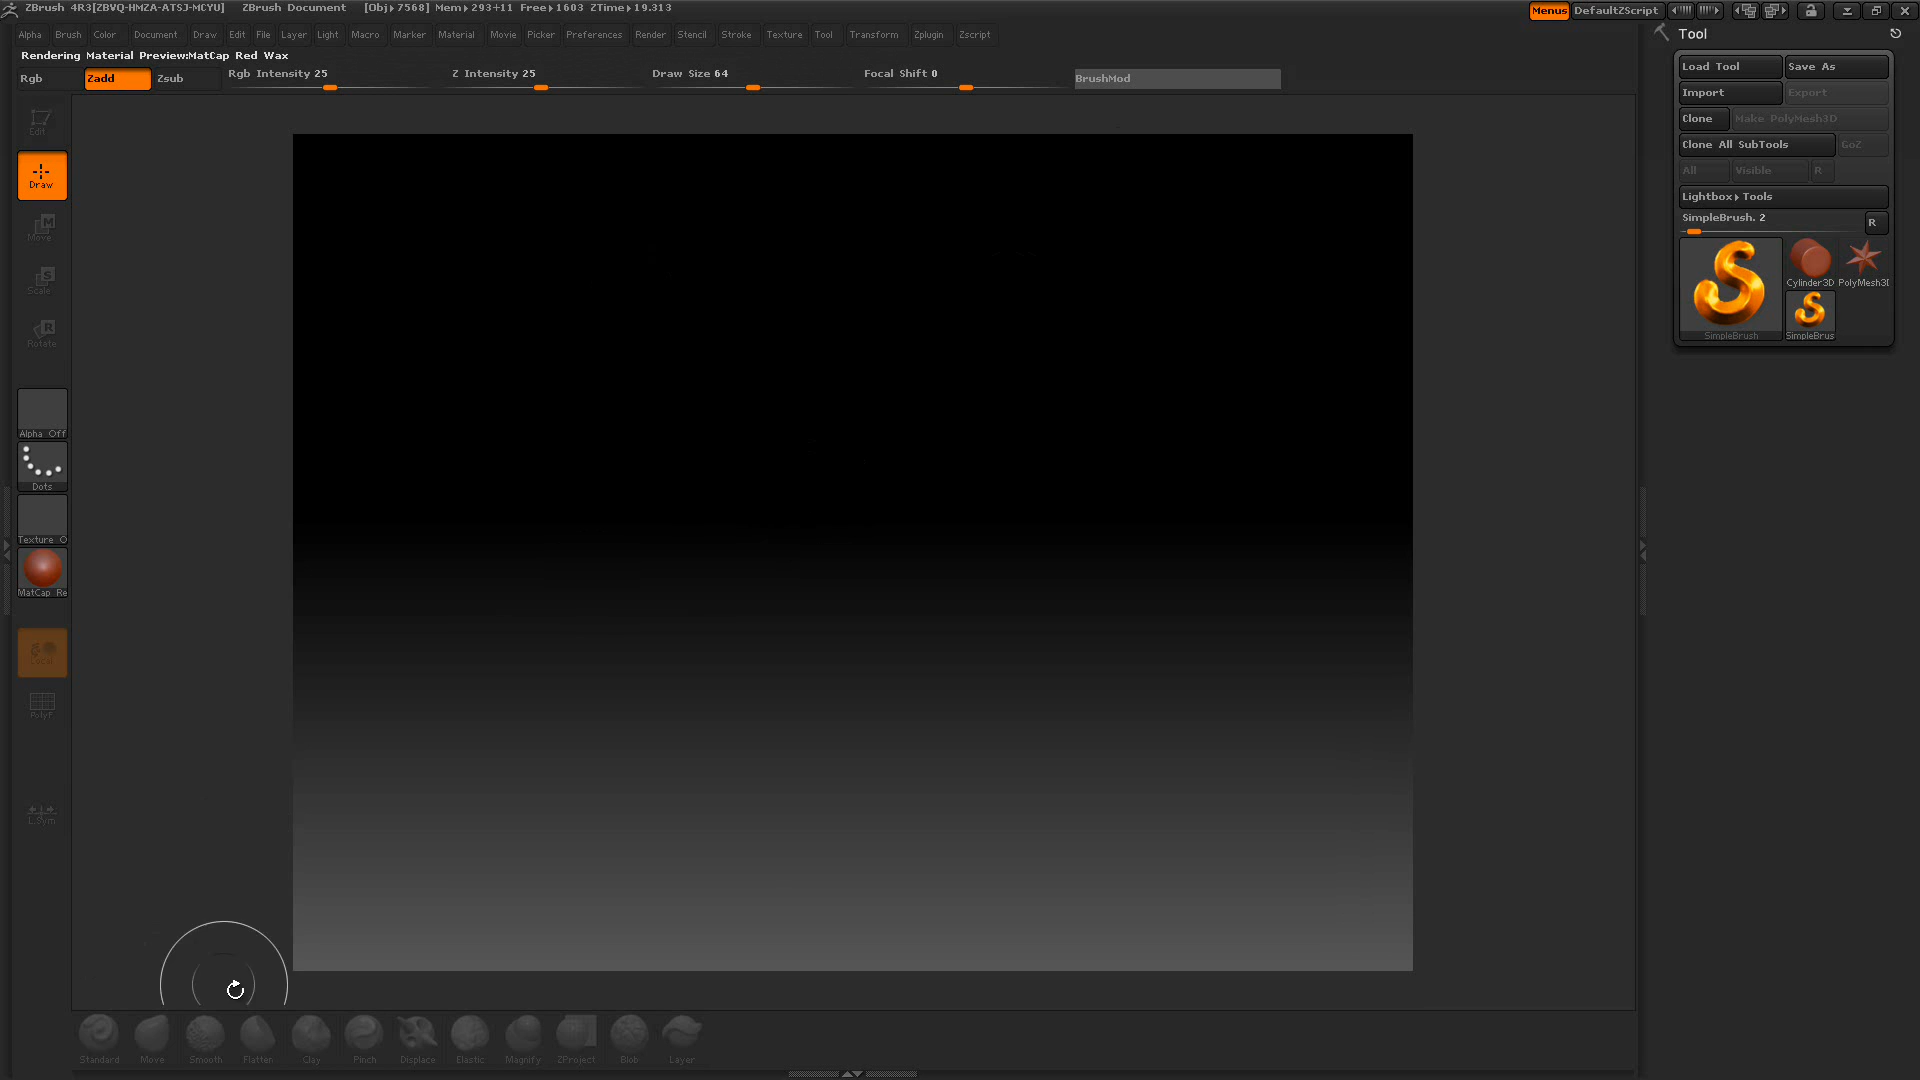 ZBrush 4R3[ZBVQ-HMZA-ATSJ-MCYU] ZBrush Document [Obj▸7568] Mem▸293+11 Free▸1603 ZTime▸19.313 Menus DefaultZScript
Alpha Brush Color Document Draw Edit File Layer Light Macro Marker Material Movie Picker Preferences Render Stencil Stroke Texture Tool Transform Zplugin Zscript
Rendering Material Preview:MatCap Red Wax
Rgb Zadd Zsub Rgb Intensity 25 Z Intensity 25 Draw Size 64 Focal Shift 0 BrushMod
Edit
Draw
M
Move
S
Scale
R
Rotate
Alpha Off
Dots
Texture O
MatCap Re
Local
PolyF
L.Sym
Tool
Load Tool Save As
Import Export
Clone Make PolyMesh3D
Clone All SubTools GoZ
All Visible R
Lightbox▸Tools
SimpleBrush. 2 R
Cylinder3D PolyMesh3D
SimpleBrush SimpleBrus
Standard Move Smooth Flatten Clay Pinch Displace Elastic Magnify ZProject Blob Layer